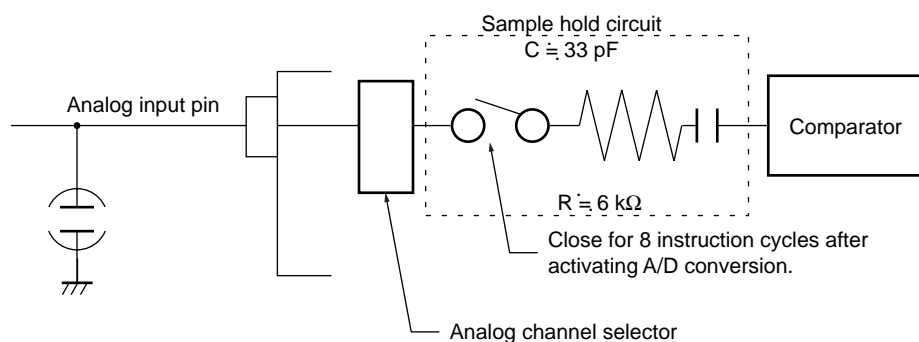 Sample hold circuit
C ≒ 33 pF
Analog input pin
Comparator
R ≒ 6 kΩ
Close for 8 instruction cycles after
activating A/D conversion.
Analog channel selector